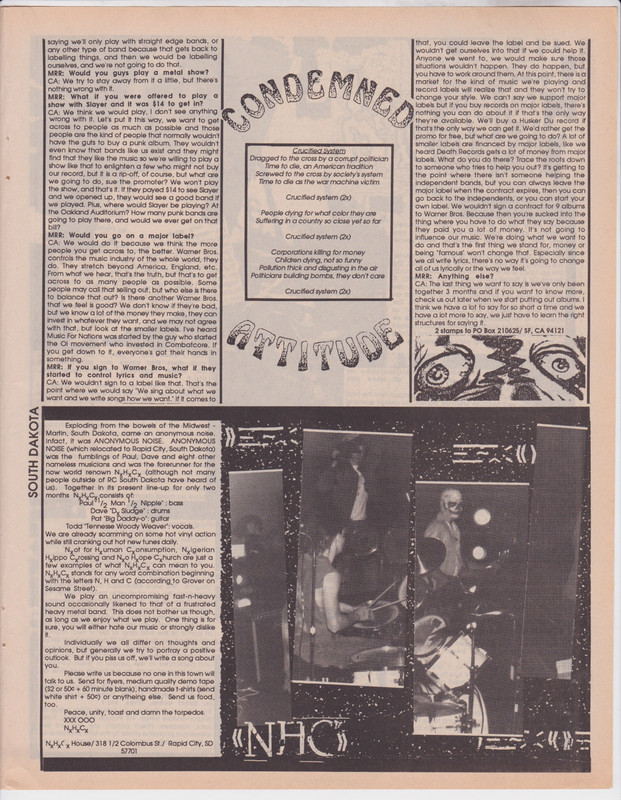 saying we'll only play with straight edge bands, or
any other type of band because that gets back to
labelling things, and then we would be labelling
ourselves, and we're not going to do that.
MRR: Would you guys play a metal show?
CA: We try to stay away from it a little, but there's
nothing wrong with it.
MRR: What if you were offered to play a
show with Slayer and it was $14 to get in?
CA: We think we would play, I don't see anything
wrong with it. Let's put it this way, we want to get
across to people as much as possible and those
people are the kind of people that normally wouldn't
have the guts to buy a punk album. They wouldn't
even know that bands like us exist and they might
find that they like the music so we're willing to play a
show like that to enlighten a few who might not buy
our record, but it is a rip-off, of course, but what are
we going to do, sue the promoter? We won't play
the show, and that's it. If they payed $14 to see Slayer
and we opened up, they would see a good band if
we played. Plus, where would Slayer be playing? At
the Oakland Auditorium? How many punk bands are
going to play there, and would we ever get on that
bill?
MRR: Would you go on a major label?
CA: We would do it because we think the more
people you get across to, the better. Warner Bros.
controls the music industry of the whole world, they
do. They stretch beyond America, England, etc.
From what we hear, that's the truth, but that's to get
across to as many people as possible. Some
people may call that selling out, but who else is there
to balance that out? Is there another Warner Bros.
that we feel is good? We don't know if they're bad,
but we know a lot of the money they make, they can
invest in whatever they want, and we may not agree
with that, but look at the smaller labels. I've heard
Music For Nations was started by the guy who started
the OI movement who invested in Combatcore. If
you get down to it, everyone's got their hands in
something.
MRR: If you sign to Warner Bros, what if they
started to control lyrics and music?
CA: We wouldn't sign to a label like that. That's the
point where we would say "We sing about what we
want and we write songs how we want." If it comes to
CONDEMNED
Crucified System
Dragged to the cross by a corrupt politician
Time to die, an American tradition
Screwed to the cross by society's system
Time to die as the war machine victim
Crucified system (2x)
People dying for what color they are
Suffering in a country so close yet so far
Crucified system (2x)
Corporations killing for money
Children dying, not so funny
Pollution thick and disgusting in the air
Politicians building bombs, they don't care
Crucified system (2x)
ATTITUDE
that, you could leave the label and be sued. We
wouldn't get ourselves into that if we could help it.
Anyone we went to, we would make sure those
situations wouldn't happen. They do happen, but
you have to work around them. At this point, there is a
market for the kind of music we're playing and
record labels will realize that and they won't try to
change your music. We can't say we support major
labels but if you buy records on major labels, there's
nothing you can do about it if that's the only way
they're available. We'll buy a Husker Du record if
that's the only way we can get it. We'd rather get the
promo for free, but what are we going to do? A lot of
smaller labels are financed by major labels, like we
heard Death Records gets a lot of money from major
labels. What do you do there? Trace the roots down
to someone who tries to help you out? It's getting to
the point where there isn't someone helping the
independent bands, but you can always leave the
major label when the contract expires, then you can
go back to the independents, or you can start your
own label. We wouldn't sign a contract for 9 albums
to Warner Bros. Because then you're sucked into the
thing where you have to do what they say because
they paid you a lot of money. It's not going to
influence our music. We're doing what we want to
do and that's the first thing we stand for, money or
being "famous" won't change that. Especially since
we all write lyrics, there's no way it's going to change
all of us lyrically or the way we feel.
MRR: Anything else?
CA: The last thing we want to say is we've only been
together 3 months and if you want to know more,
check us out later when we start putting out albums. I
think we have a lot to say for so short a time and we
have a lot more to say, we just have to learn the right
structures for saying it.
2 stamps to PO Box 210625/ SF, CA 94121
SOUTH DAKOTA
Exploding from the bowels of the Midwest -
Martin, South Dakota, came an anonymous noise.
Infact, it was ANONYMOUS NOISE. ANONYMOUS
NOISE (which relocated to Rapid City, South Dakota)
was the fumblings of Paul, Dave and eight other
nameless musicians and was the forerunner for the
now world renown NxHxCx (although not many
people outside of RC South Dakota have heard of
us). Together in its present line-up for only two
months NxHxCx consists of:
Paul "1/2 Man 1/2 Nipple" : bass
Dave "D. Sludge" : drums
Pat "Big Daddy-o": guitar
Todd "Tennesse Woody Weaver": vocals.
We are already scamming on some hot vinyl action
while still cranking out hot new tunes daily.
Nxot for Hxuman Cxonsumption, Nxigerian
Hxippo Cxrossing and Nxo Hxope Cxhurch are just a
few examples of what NxHxCx can mean to you.
NxHxCx stands for any word combination beginning
with the letters N, H and C (according to Grover on
Sesame Street).
We play an uncompromising fast-n-heavy
sound occasionally likened to that of a frustrated
heavy metal band. This does not bother us though,
as long as we enjoy what we play. One thing is for
sure, you will either hate our music or strongly dislike
it.
Individually we all differ on thoughts and
opinions, but generally we try to portray a positive
outlook. But if you piss us off, we'll write a song about
you.
Please write us because no one in this town will
talk to us. Send for flyers, medium quality demo tape
($2 or 50¢ + 60 minute blank), handmade t-shirts (send
white shirt + 50¢) or anytheing else. Send us food,
too.
Peace, unity, toast and damn the torpedos.
XXX OOO
NxHxCx
NxHxCx House/ 318 1/2 Colombus St./ Rapid City, SD
57701
NHC